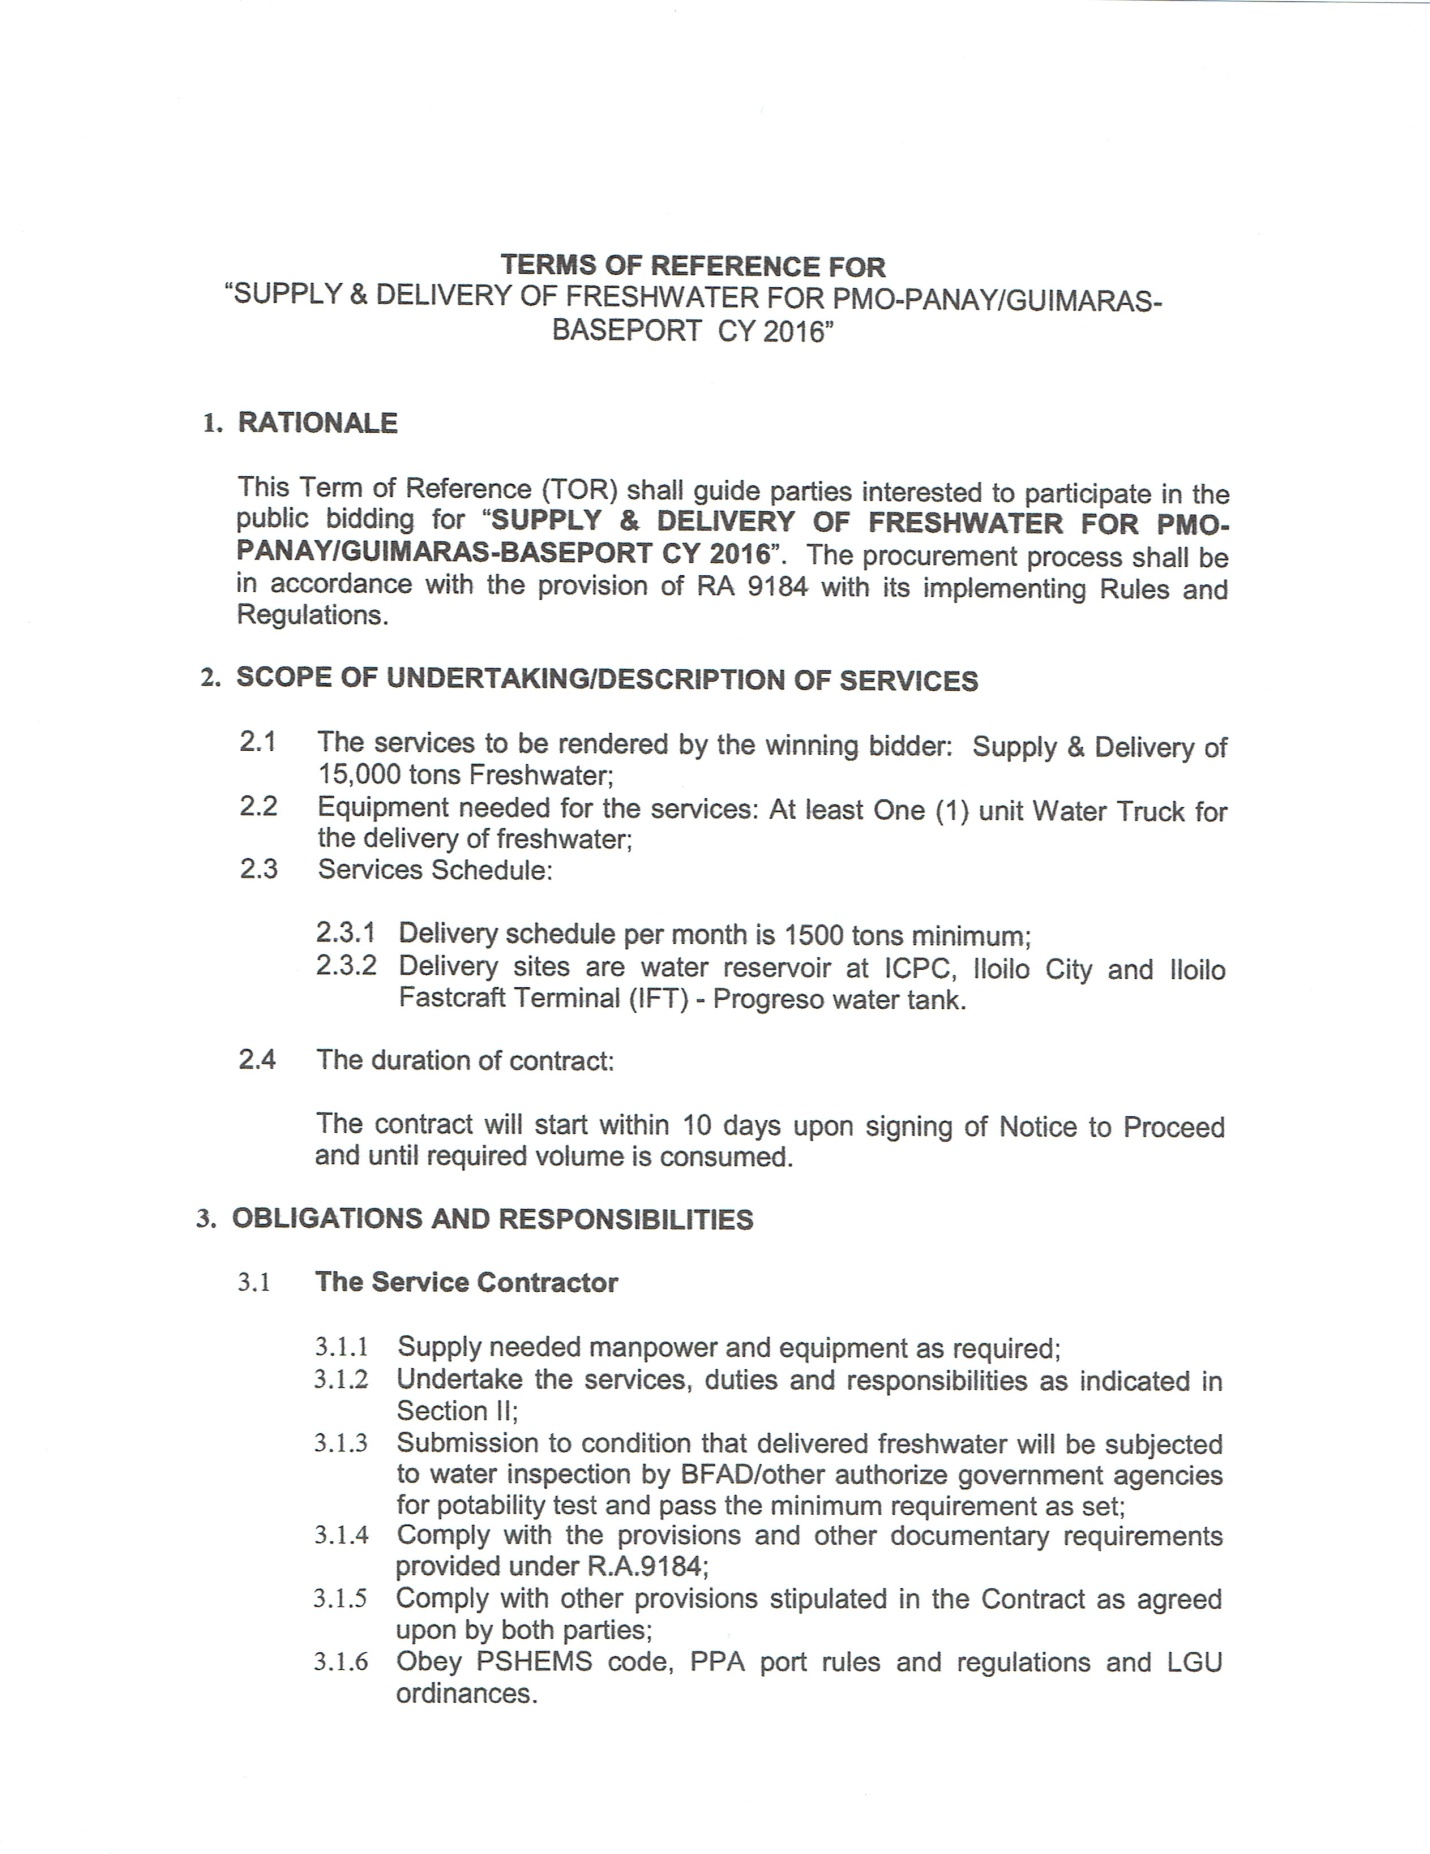 TERMS OF REFERENCE FOR
“SUPPLY & DELIVERY OF FRESHWATER FOR PMO-PANAY/GUIMARAS-
BASEPORT CY 2016”
1. RATIONALE
This Term of Reference (TOR) shall guide parties interested to participate in the
public bidding for “SUPPLY & DELIVERY OF FRESHWATER FOR PMO-
PANAY/GUIMARAS-BASEPORT CY 2016”. The procurement process shall be
in accordance with the provision of RA 9184 with its implementing Rules and
Regulations.
2. SCOPE OF UNDERTAKING/DESCRIPTION OF SERVICES
2.1 The services to be rendered by the winning bidder: Supply & Delivery of
15,000 tons Freshwater;
2.2 Equipment needed for the services: At least One (1) unit Water Truck for
the delivery of freshwater;
2.3 Services Schedule:
2.3.1 Delivery schedule per month is 1500 tons minimum;
2.3.2 Delivery sites are water reservoir at ICPC, Iloilo City and Iloilo
Fastcraft Terminal (IFT) - Progreso water tank.
2.4 The duration of contract:
The contract will start within 10 days upon signing of Notice to Proceed
and until required volume is consumed.
3. OBLIGATIONS AND RESPONSIBILITIES
3.1 The Service Contractor
3.1.1 Supply needed manpower and equipment as required;
3.1.2 Undertake the services, duties and responsibilities as indicated in
Section II;
3.1.3 Submission to condition that delivered freshwater will be subjected
to water inspection by BFAD/other authorize government agencies
for potability test and pass the minimum requirement as set;
3.1.4 Comply with the provisions and other documentary requirements
provided under R.A.9184;
3.1.5 Comply with other provisions stipulated in the Contract as agreed
upon by both parties;
3.1.6 Obey PSHEMS code, PPA port rules and regulations and LGU
ordinances.